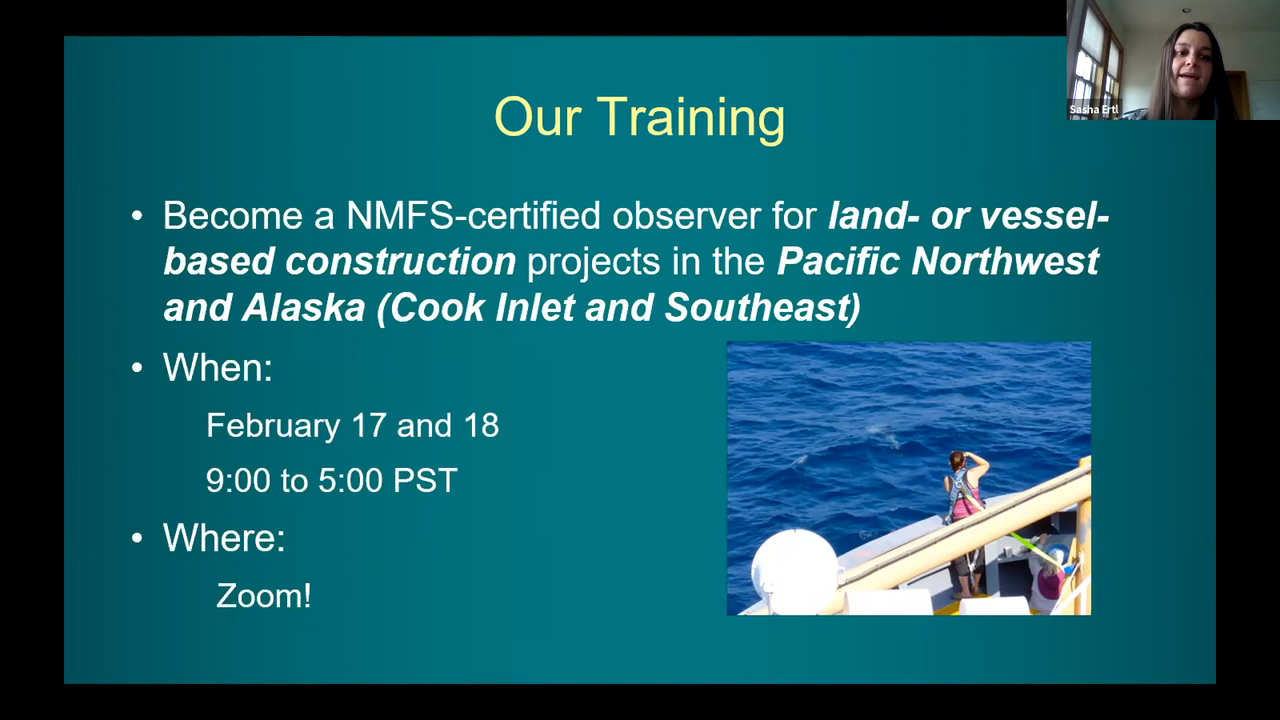 Our Training
Sasha Ertl
• Become a NMFS-certified observer for land- or vessel-
based construction projects in the Pacific Northwest
and Alaska (Cook Inlet and Southeast)
• When:
February 17 and 18
9:00 to 5:00 PST
• Where:
Zoom!